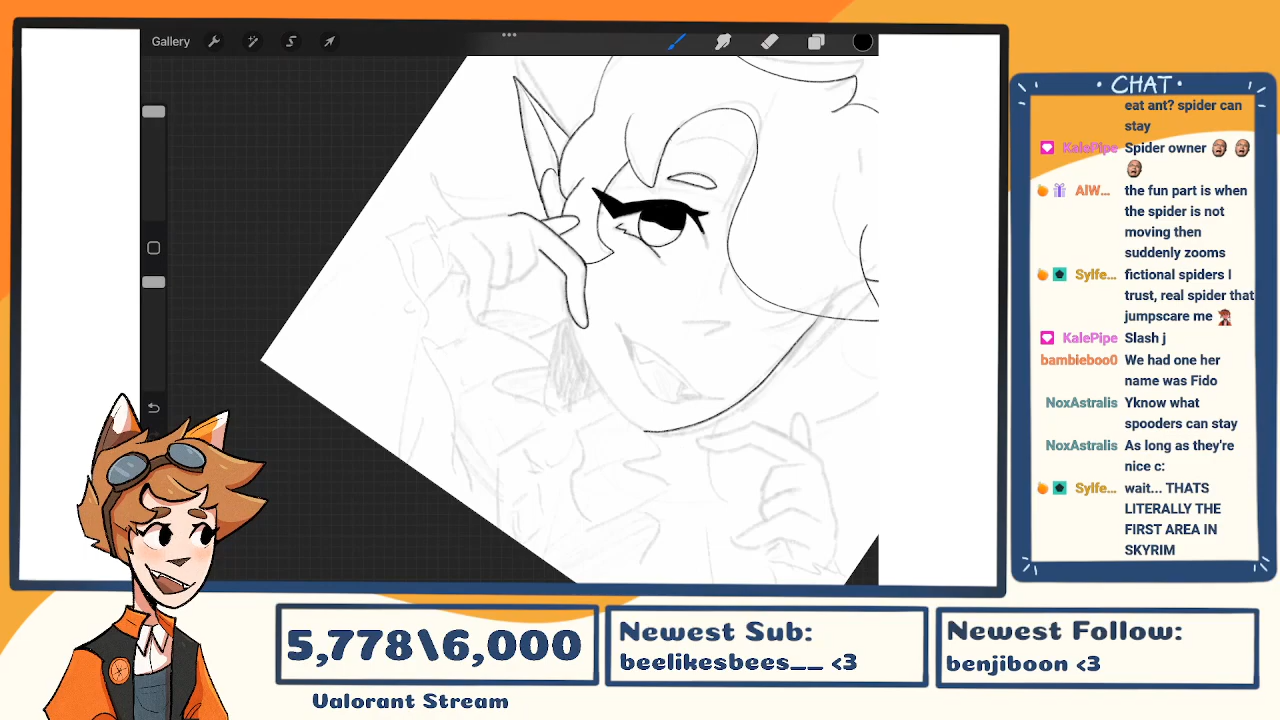 Gallery
• CHAT •
eat ant? spider can
stay
KalePipe Spider owner
AlW... the fun part is when
the spider is not
moving then
suddenly zooms
Sylfe... fictional spiders I
trust, real spider that
jumpscare me
KalePipe Slash j
bambieboo0 We had one her
name was Fido
NoxAstralis Yknow what
spooders can stay
NoxAstralis As long as they're
nice c:
Sylfe... wait... THATS
LITERALLY THE
FIRST AREA IN
SKYRIM
5,778\6,000
Valorant Stream
Newest Sub:
beelikesbees__ <3
Newest Follow:
benjiboon <3